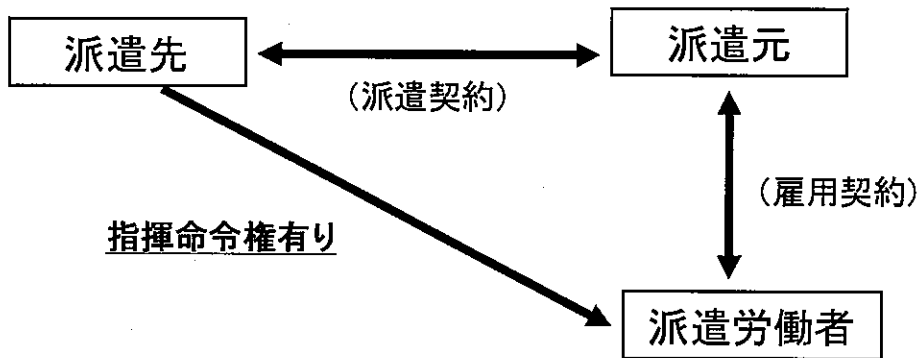 派遣先
派遣元
（派遣契約）
（雇用契約）
指揮命令権有り
派遣労働者